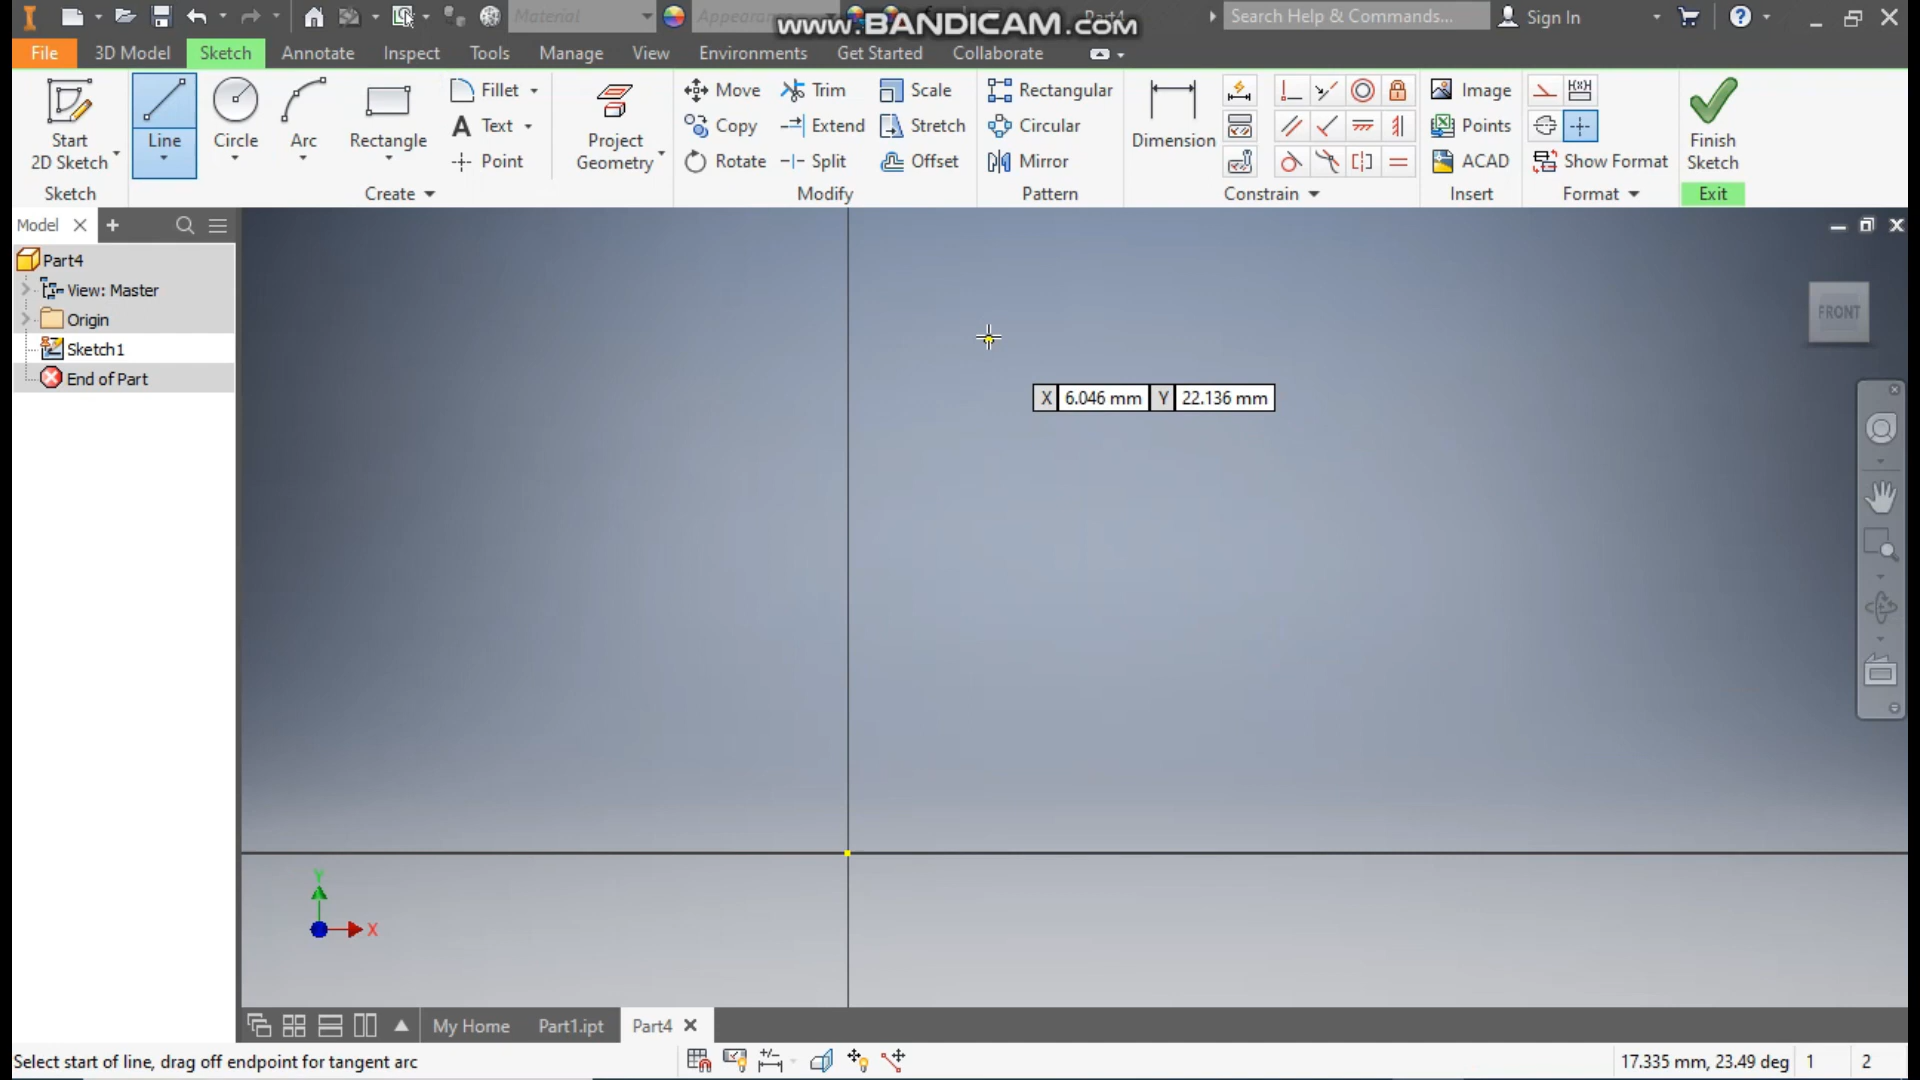 Material
Appearance
www.BANDICAM.com
Part4
Search Help & Commands...
Sign In
File
3D Model
Sketch
Annotate
Inspect
Tools
Manage
View
Environments
Get Started
Collaborate
Start
2D Sketch
Line
Circle
Arc
Rectangle
Fillet
Text
Point
Project
Geometry
Move
Copy
Rotate
Trim
Extend
Split
Scale
Stretch
Offset
Rectangular
Circular
Mirror
Dimension
Image
Points
ACAD
Show Format
Finish
Sketch
Sketch
Create
Modify
Pattern
Constrain
Insert
Format
Exit
Model
Part4
View: Master
Origin
Sketch1
End of Part
FRONT
X 6.046 mm Y 22.136 mm
Y
X
My Home
Part1.ipt
Part4
Select start of line, drag off endpoint for tangent arc
17.335 mm, 23.49 deg 1 2